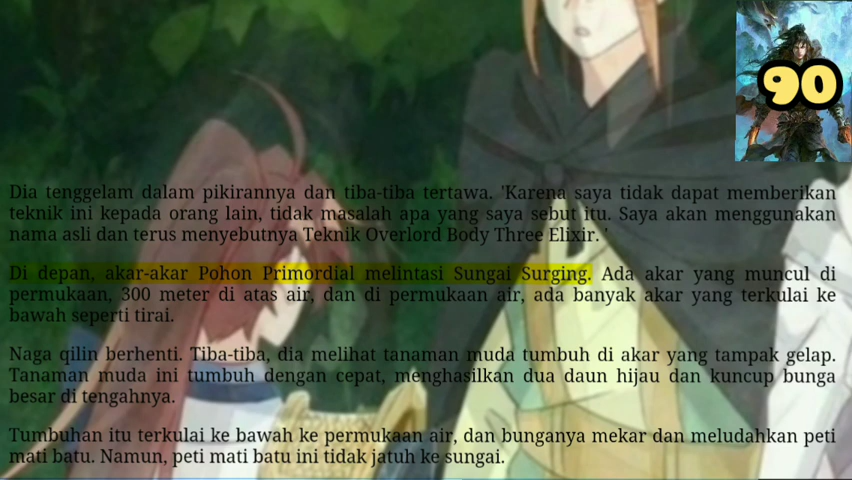 90
Dia tenggelam dalam pikirannya dan tiba-tiba tertawa. 'Karena saya tidak dapat memberikan
teknik ini kepada orang lain, tidak masalah apa yang saya sebut itu. Saya akan menggunakan
nama asli dan terus menyebutnya Teknik Overlord Body Three Elixir. '
Di depan, akar-akar Pohon Primordial melintasi Sungai Surging. Ada akar yang muncul di
permukaan, 300 meter di atas air, dan di permukaan air, ada banyak akar yang terkulai ke
bawah seperti tirai.
Naga qilin berhenti. Tiba-tiba, dia melihat tanaman muda tumbuh di akar yang tampak gelap.
Tanaman muda ini tumbuh dengan cepat, menghasilkan dua daun hijau dan kuncup bunga
besar di tengahnya.
Tumbuhan itu terkulai ke bawah ke permukaan air, dan bunganya mekar dan meludahkan peti
mati batu. Namun, peti mati batu ini tidak jatuh ke sungai.